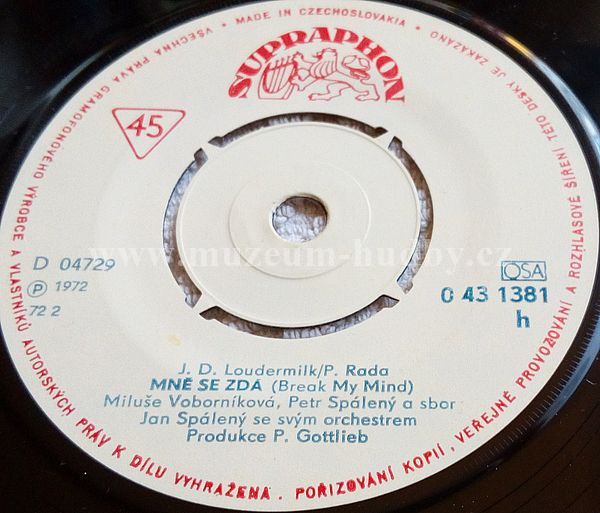 VŠECHNA PRÁVA GRAMOFONOVÉHO VÝROBCE A VLASTNÍKŮ AUTORSKÝCH PRÁV K DÍLU VYHRAŽENA . POŘIZOVÁNÍ KOPIÍ, VEŘEJNÉ PROVOZOVÁNÍ A ROZHLASOVÉ ŠÍŘENÍ TÉTO DESKY JE ZAKÁZÁNO
• MADE IN CZECHOSLOVAKIA •
SUPRAPHON
45
www.muzeum-hudby.cz
D 04729
Ⓟ 1972
72 2
OSA
0 43 1381
h
J. D. Loudermilk/P. Rada
MNĚ SE ZDÁ (Break My Mind)
Miluše Voborníková, Petr Spálený a sbor
Jan Spálený se svým orchestrem
Produkce P. Gottlieb